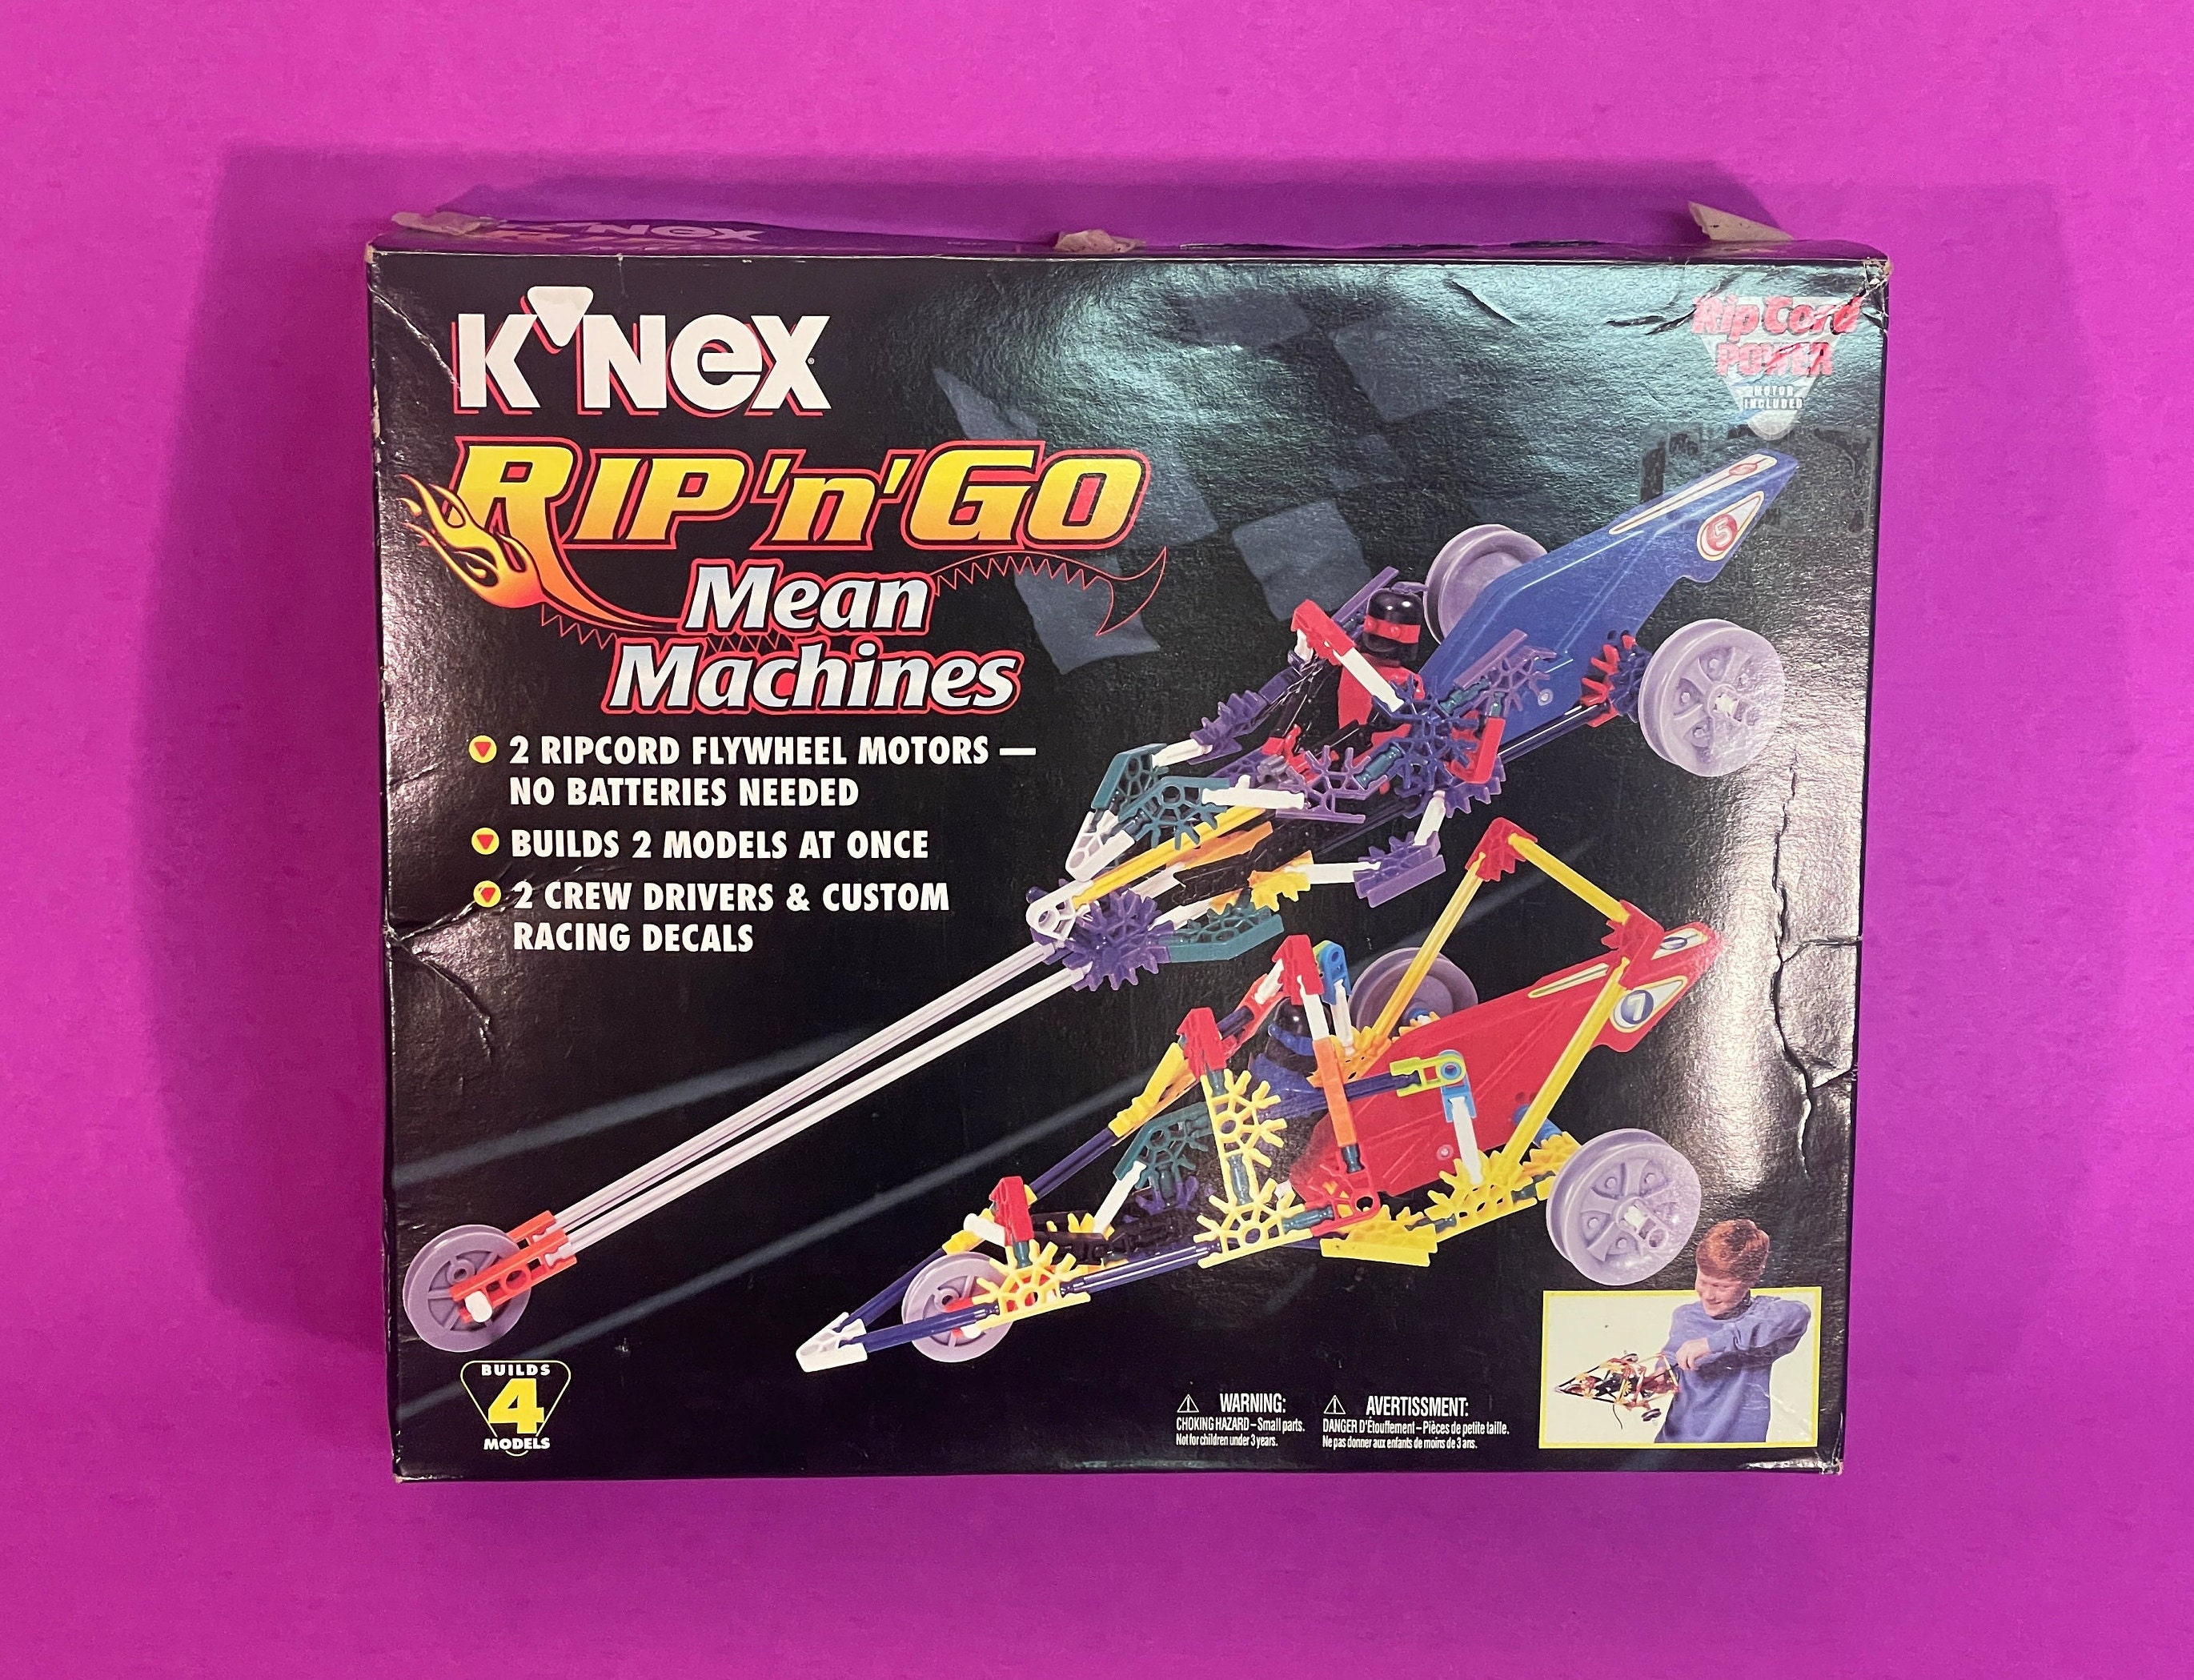 K'NEX
K'NEX®
Rip Cord
POWER
MOTOR
INCLUDED
RIP 'n' GO
Mean
Machines
2 RIPCORD FLYWHEEL MOTORS —
NO BATTERIES NEEDED
BUILDS 2 MODELS AT ONCE
2 CREW DRIVERS & CUSTOM
RACING DECALS
5
7
BUILDS
4
MODELS
WARNING:
CHOKING HAZARD – Small parts.
Not for children under 3 years.
AVERTISSMENT:
DANGER D'Étouffement – Pièces de petite taille.
Ne pas donner aux enfants de moins de 3 ans.